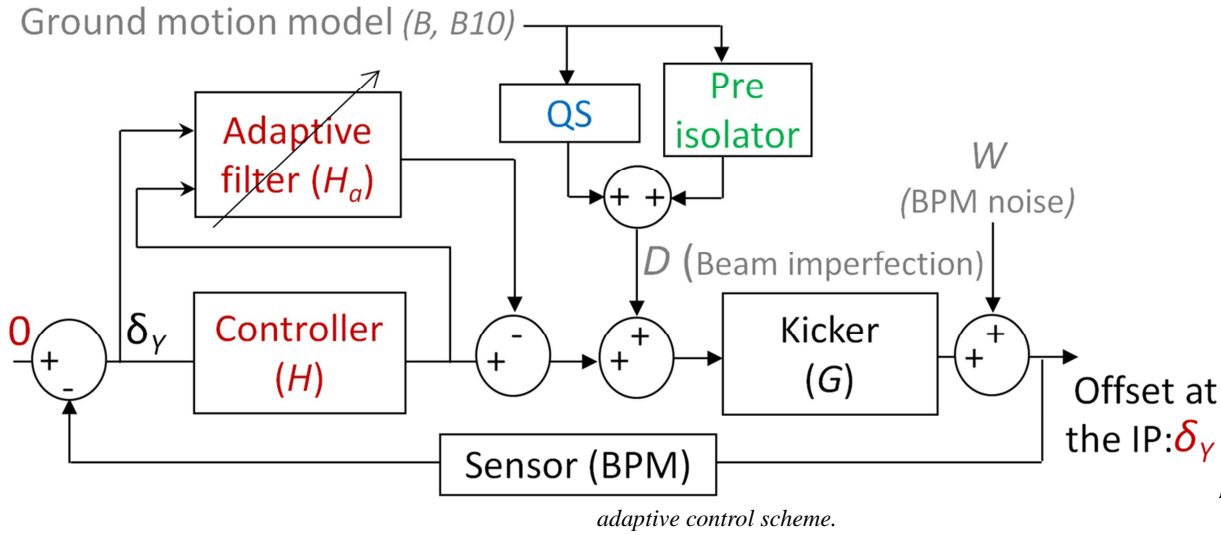 Ground motion model (B, B10)
QS
Pre
isolator
Adaptive
filter (Hₐ)
+ +
W
(BPM noise)
D (Beam imperfection)
0
+
-
δY
Controller
(H)
-
+
+
+
Kicker
(G)
+
+
Offset at
the IP:δY
Sensor (BPM)
adaptive control scheme.